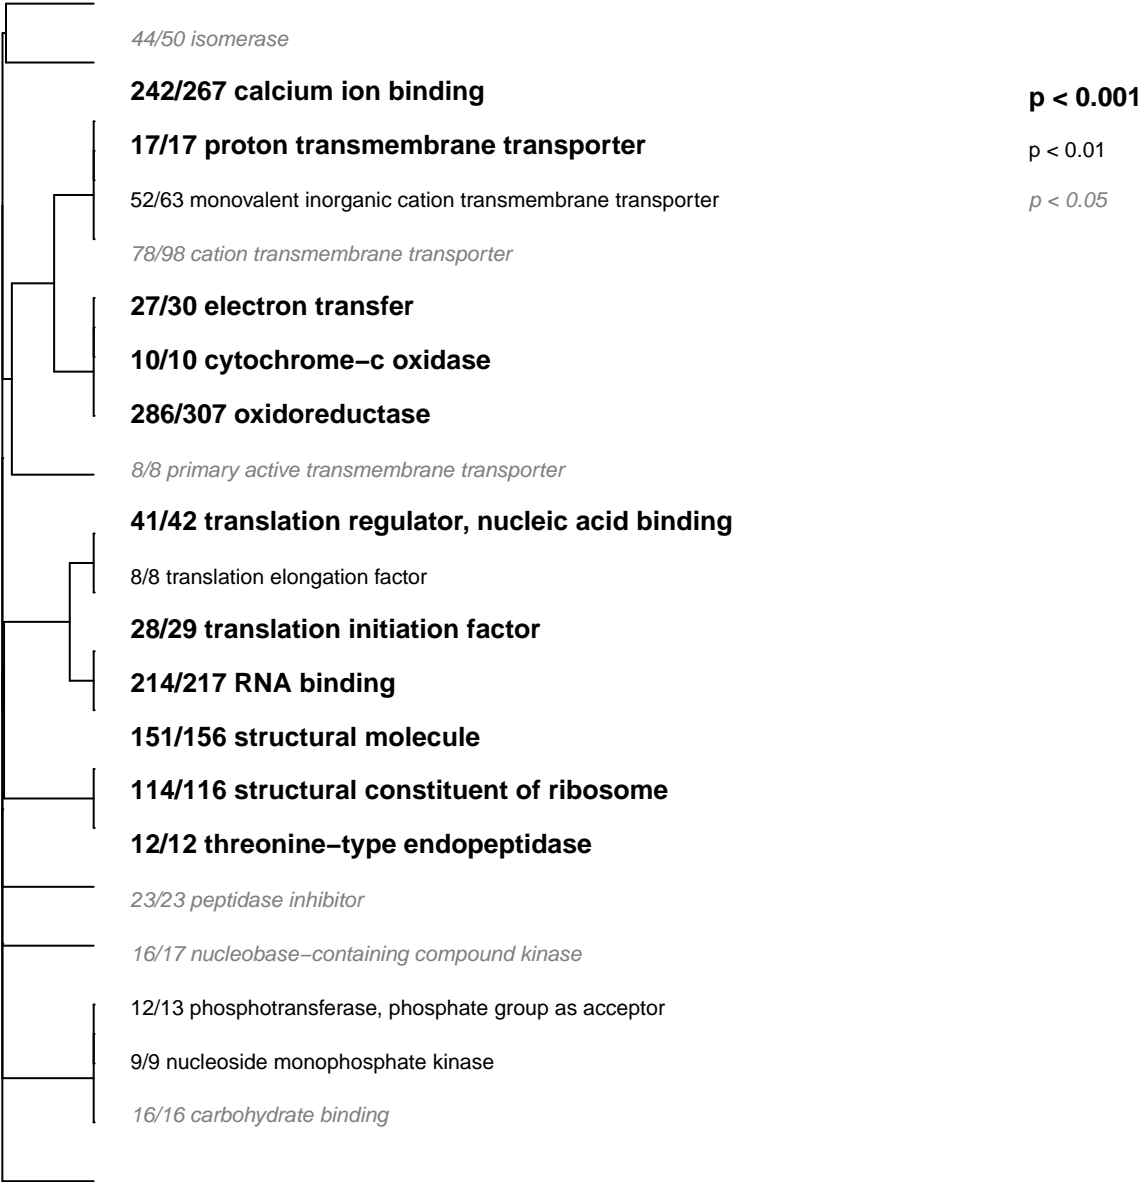 44/50 isomerase
242/267 calcium ion binding
p < 0.001
17/17 proton transmembrane transporter
p < 0.01
52/63 monovalent inorganic cation transmembrane transporter
p < 0.05
78/98 cation transmembrane transporter
27/30 electron transfer
10/10 cytochrome−c oxidase
286/307 oxidoreductase
8/8 primary active transmembrane transporter
41/42 translation regulator, nucleic acid binding
8/8 translation elongation factor
28/29 translation initiation factor
214/217 RNA binding
151/156 structural molecule
114/116 structural constituent of ribosome
12/12 threonine−type endopeptidase
23/23 peptidase inhibitor
16/17 nucleobase−containing compound kinase
12/13 phosphotransferase, phosphate group as acceptor
9/9 nucleoside monophosphate kinase
16/16 carbohydrate binding